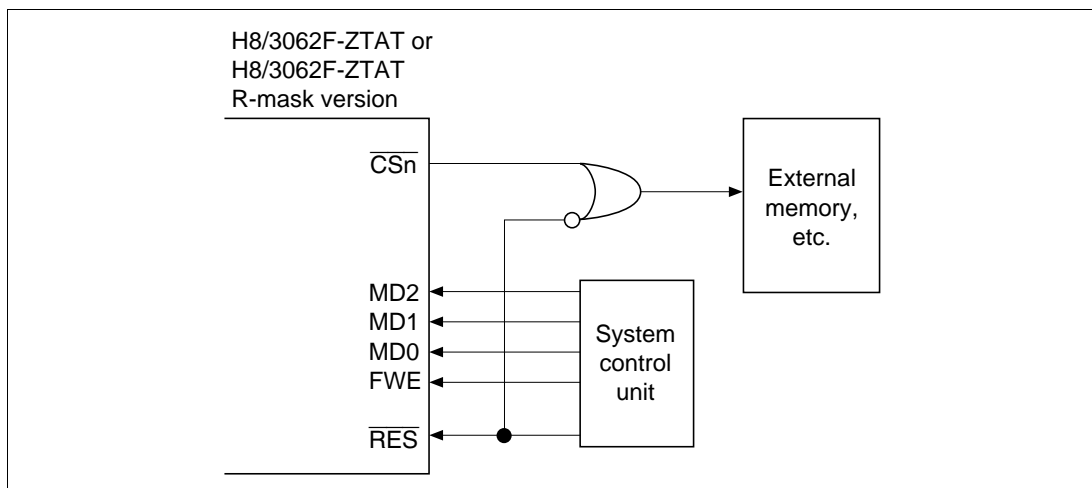 H8/3062F-ZTAT or
H8/3062F-ZTAT
R-mask version
CSn
External
memory,
etc.
MD2
MD1
MD0
FWE
RES
System
control
unit